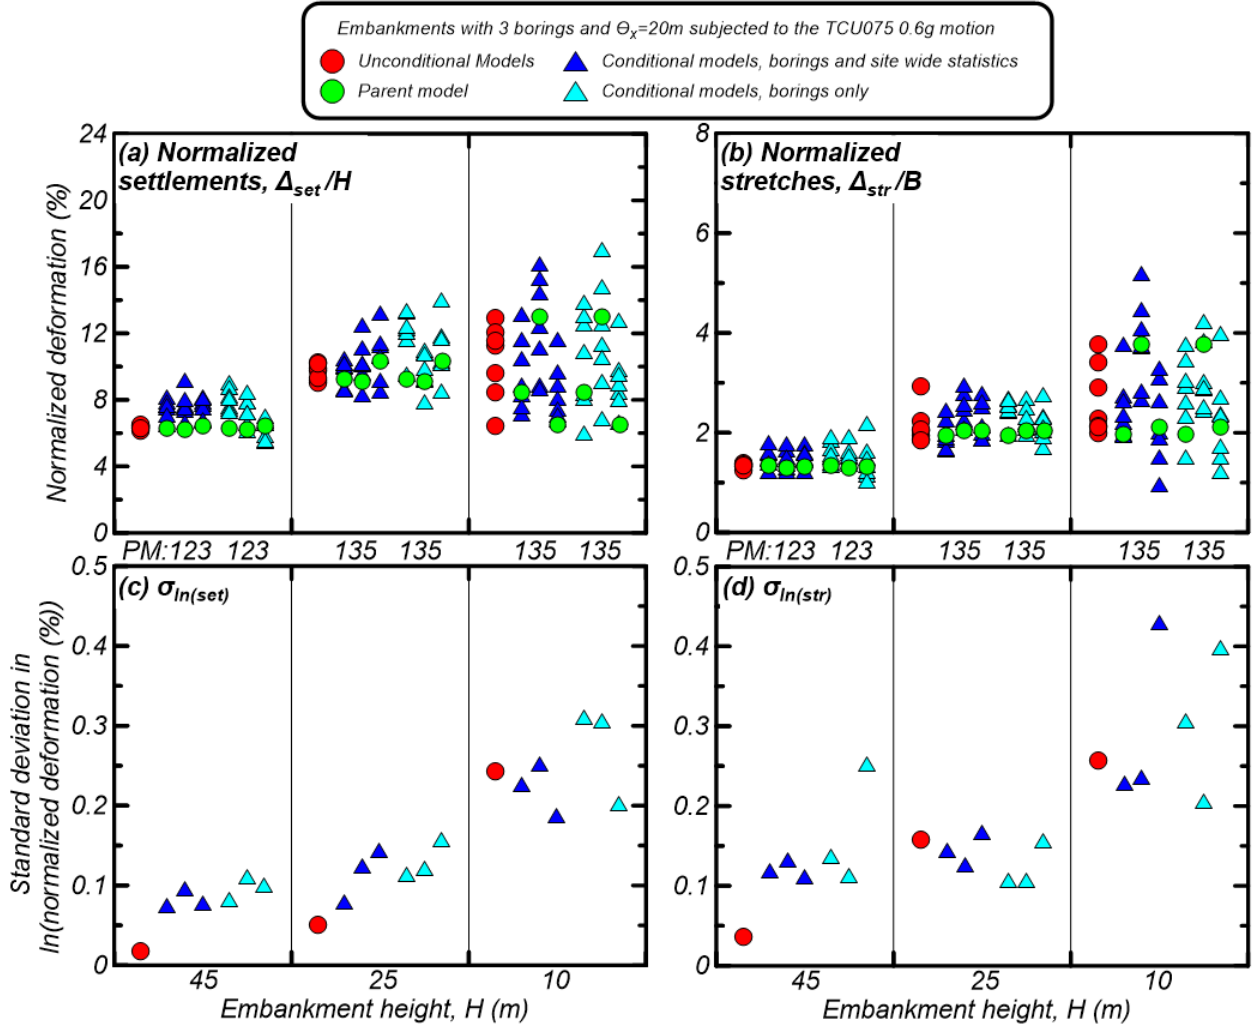 Embankments with 3 borings and Θx=20m subjected to the TCU075 0.6g motion
Unconditional Models
Conditional models, borings and site wide statistics
Parent model
Conditional models, borings only
(a) Normalized
settlements, Δset /H
24
20
16
12
8
4
0
Normalized deformation (%)
PM:123 123
135 135
135 135
(b) Normalized
stretches, Δstr /B
8
6
4
2
0
PM:123 123
135 135
135 135
(c) σln(set)
0.5
0.4
0.3
0.2
0.1
0
Standard deviation in
ln(normalized deformation (%))
45 25 10
Embankment height, H (m)
(d) σln(str)
0.5
0.4
0.3
0.2
0.1
0
45 25 10
Embankment height, H (m)